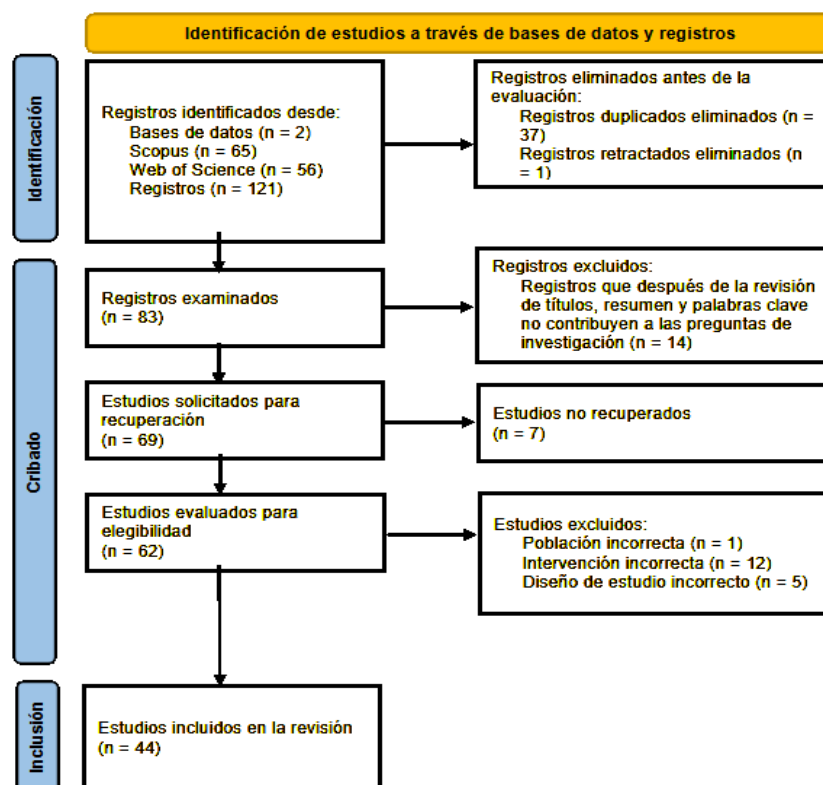 Identificación de estudios a través de bases de datos y registros
Identificación
Registros identificados desde:
Bases de datos (n = 2)
Scopus (n = 65)
Web of Science (n = 56)
Registros (n = 121)
Registros eliminados antes de la
evaluación:
Registros duplicados eliminados (n =
37)
Registros retractados eliminados (n
= 1)
Cribado
Registros examinados
(n = 83)
Registros excluidos:
Registros que después de la revisión
de títulos, resumen y palabras clave
no contribuyen a las preguntas de
investigación (n = 14)
Estudios solicitados para
recuperación
(n = 69)
Estudios no recuperados
(n = 7)
Estudios evaluados para
elegibilidad
(n = 62)
Estudios excluidos:
Población incorrecta (n = 1)
Intervención incorrecta (n = 12)
Diseño de estudio incorrecto (n = 5)
Inclusión
Estudios incluidos en la revisión
(n = 44)